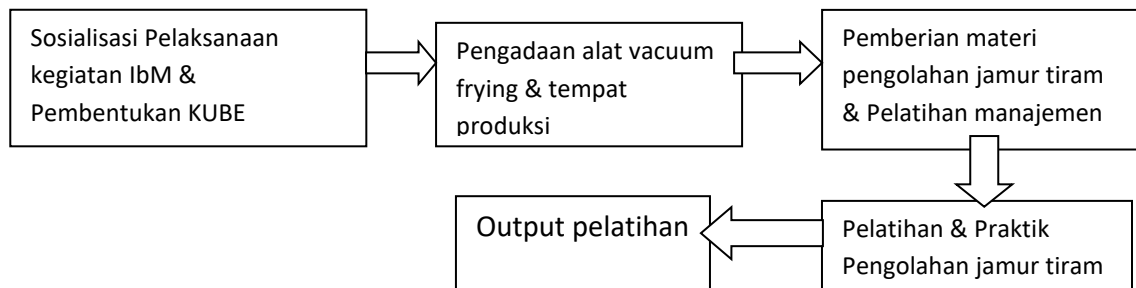 Sosialisasi Pelaksanaan
kegiatan IbM &
Pembentukan KUBE
Pengadaan alat vacuum
frying & tempat
produksi
Pemberian materi
pengolahan jamur tiram
& Pelatihan manajemen
Pelatihan & Praktik
Pengolahan jamur tiram
Output pelatihan